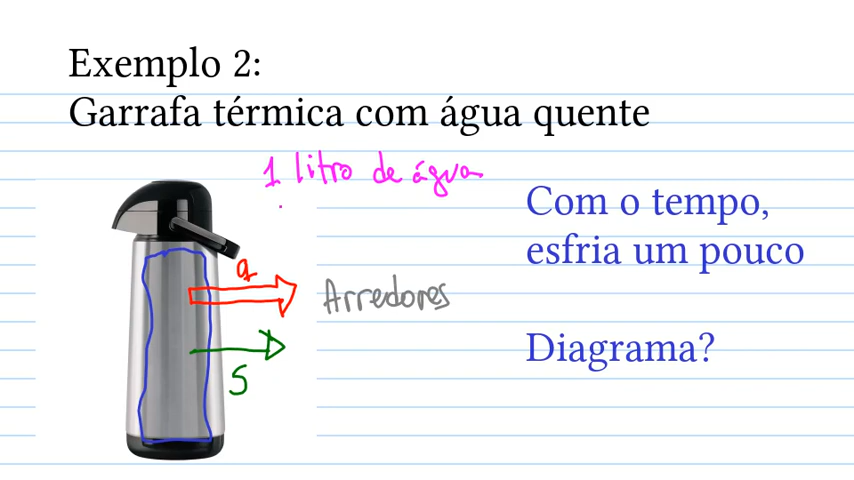 Exemplo 2:
Garrafa térmica com água quente
1 litro de água
Com o tempo,
esfria um pouco
q
Arredores
Diagrama?
S